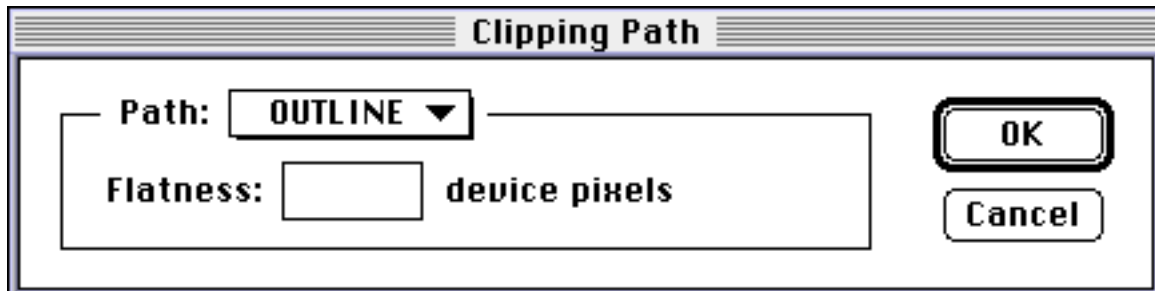 Clipping Path
Path: OUTLINE
OK
Flatness: device pixels
Cancel